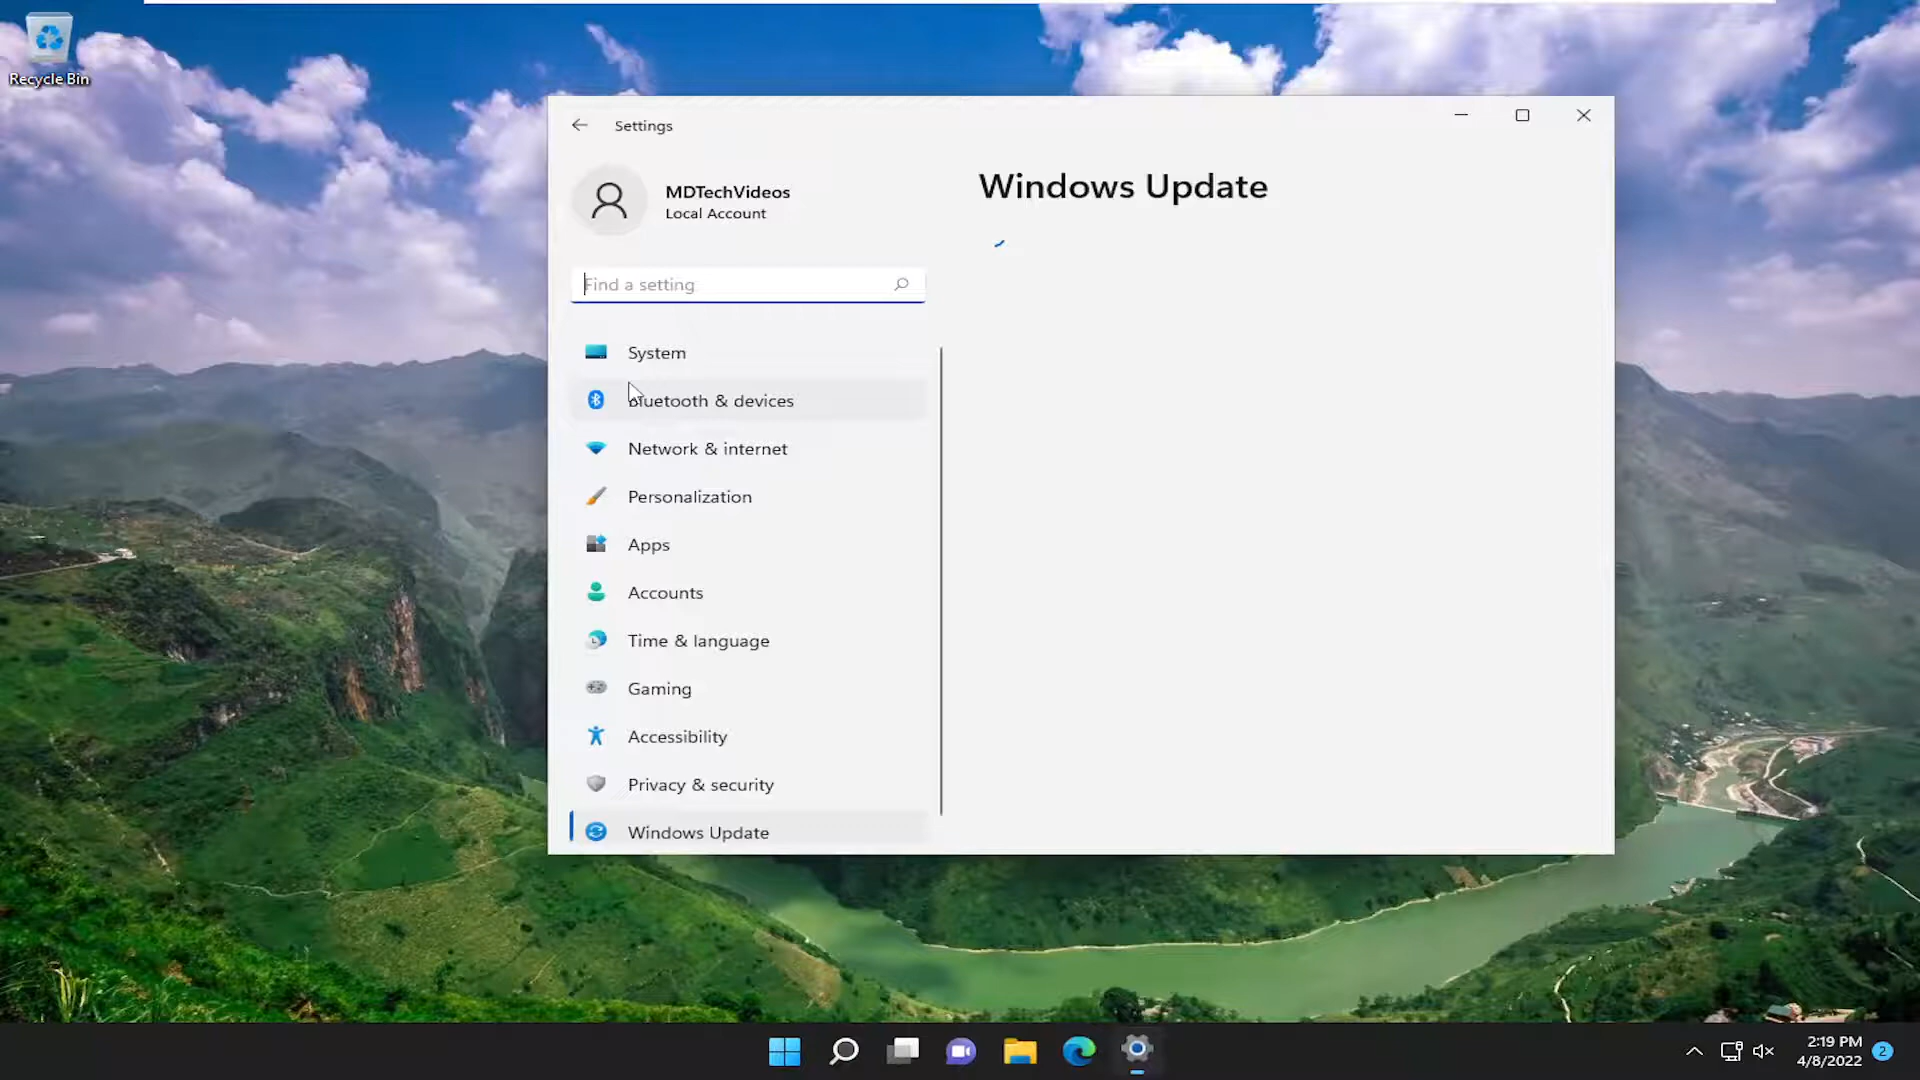 Recycle Bin
Settings
MDTechVideos
Local Account
Find a setting
System
Bluetooth & devices
Network & internet
Personalization
Apps
Accounts
Time & language
Gaming
Accessibility
Privacy & security
Windows Update
Windows Update
2:19 PM
4/8/2022
2